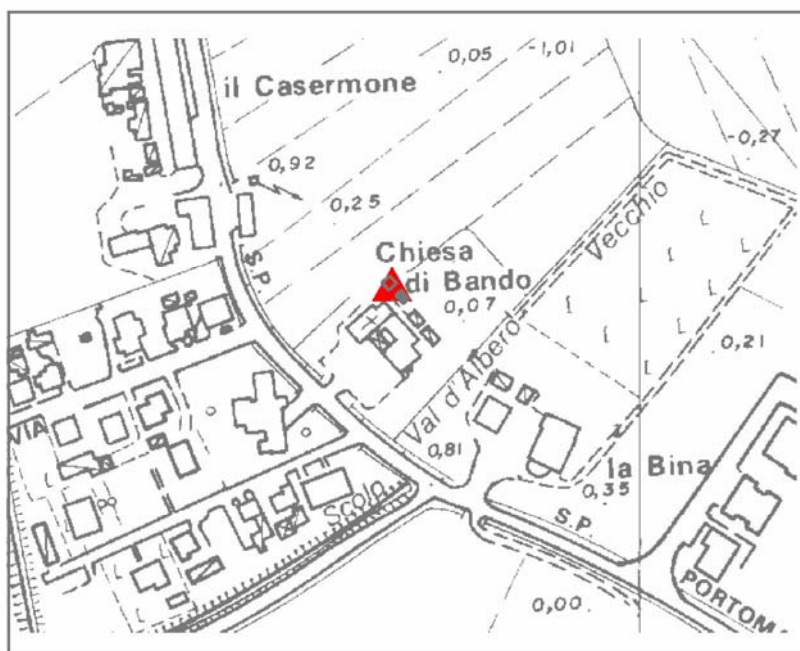 0,05
-1,01
il Casermone
-0,27
0,92
0,25
Vecchio
S.P.
Chiesa
di Bando
0,07
Val d'Albero
0,21
VIA
0,81
la Bina
0,35
Scolo
S.P.
PORTOMA
0,00